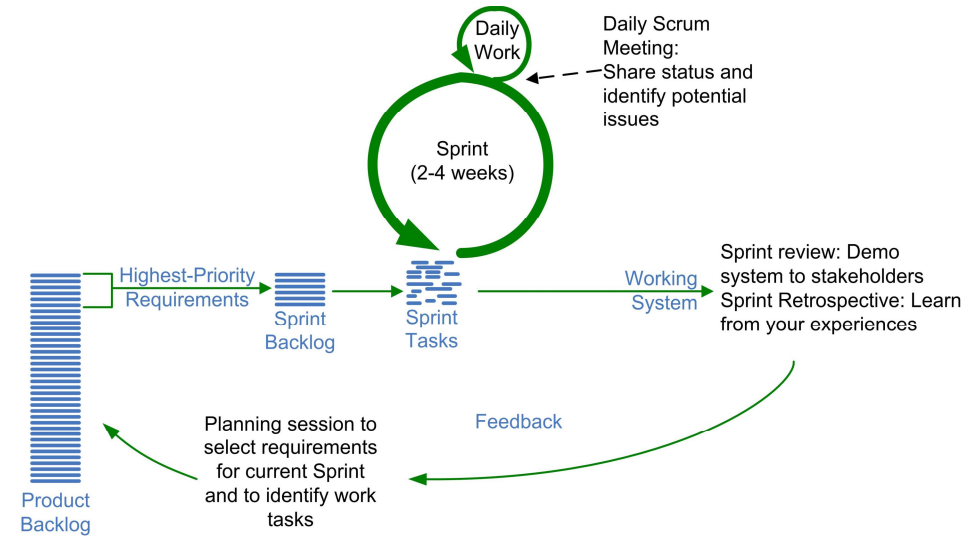 Daily
Work
Daily Scrum
Meeting:
Share status and
identify potential
issues
Sprint
(2-4 weeks)
Highest-Priority
Requirements
Sprint
Backlog
Sprint
Tasks
Working
System
Sprint review: Demo
system to stakeholders
Sprint Retrospective: Learn
from your experiences
Feedback
Planning session to
select requirements
for current Sprint
and to identify work
tasks
Product
Backlog